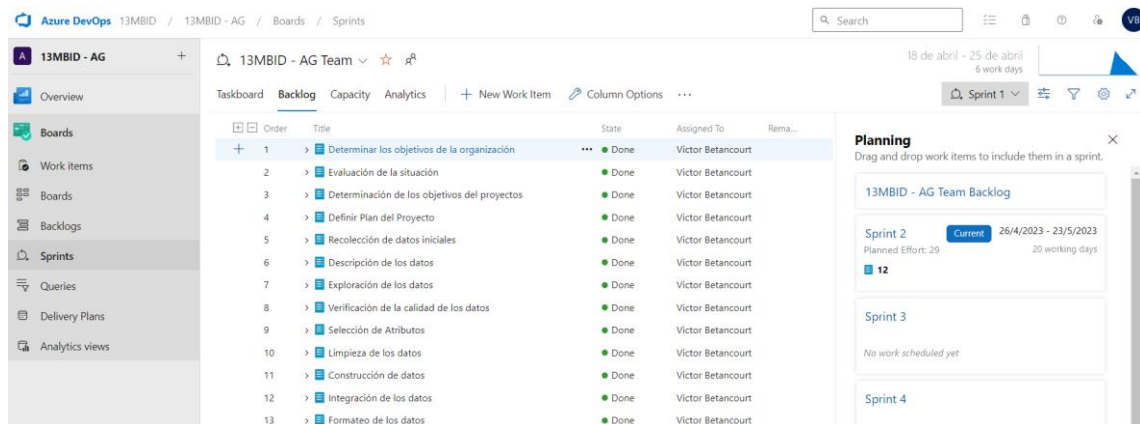 Azure DevOps 13MBID / 13MBID - AG / Boards / Sprints
Search
VB
A 13MBID - AG +
Overview
Boards
Work items
Boards
Backlogs
Sprints
Queries
Delivery Plans
Analytics views
13MBID - AG Team
18 de abril - 25 de abril
6 work days
Taskboard Backlog Capacity Analytics + New Work Item Column Options ...
Sprint 1
Order Title State Assigned To Rema...
1 Determinar los objetivos de la organización ... Done Victor Betancourt
2 Evaluación de la situación Done Victor Betancourt
3 Determinación de los objetivos del proyectos Done Victor Betancourt
4 Definir Plan del Proyecto Done Victor Betancourt
5 Recolección de datos iniciales Done Victor Betancourt
6 Descripción de los datos Done Victor Betancourt
7 Exploración de los datos Done Victor Betancourt
8 Verificación de la calidad de los datos Done Victor Betancourt
9 Selección de Atributos Done Victor Betancourt
10 Limpieza de los datos Done Victor Betancourt
11 Construcción de datos Done Victor Betancourt
12 Integración de los datos Done Victor Betancourt
13 Formateo de los datos Done Victor Betancourt
Planning
Drag and drop work items to include them in a sprint.
13MBID - AG Team Backlog
Sprint 2 Current 26/4/2023 - 23/5/2023
Planned Effort: 29 20 working days
12
Sprint 3
No work scheduled yet
Sprint 4